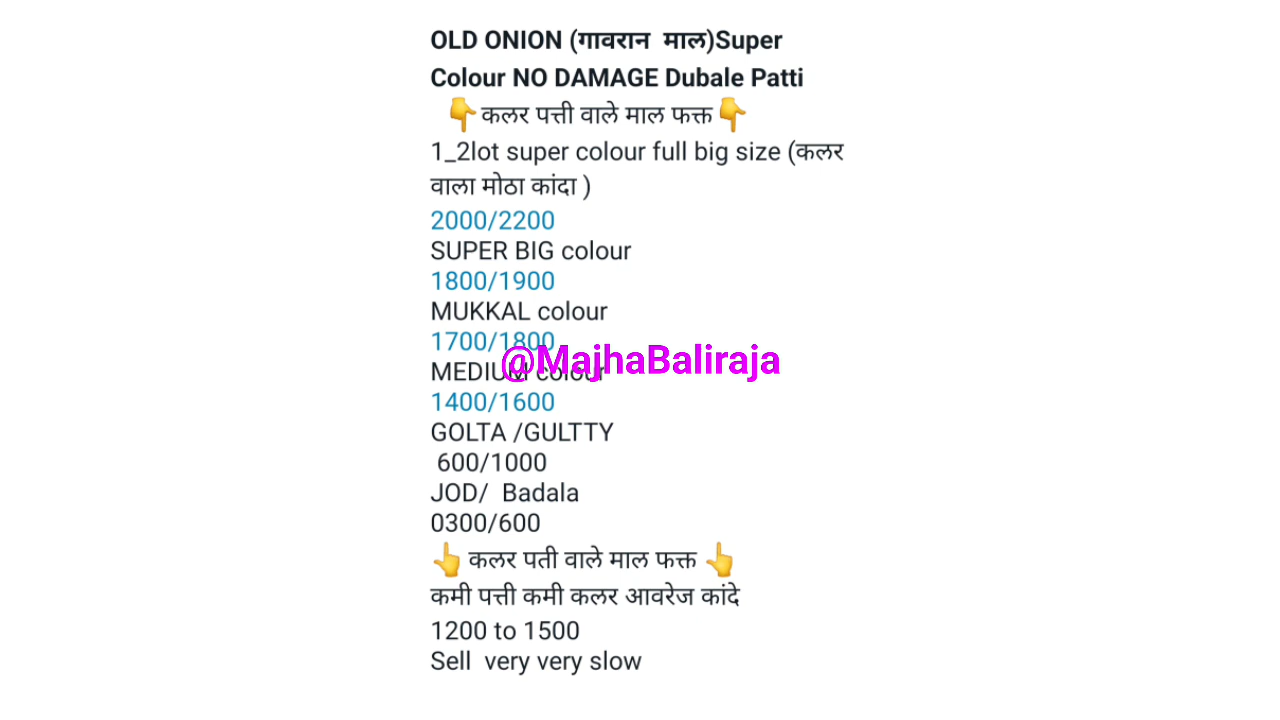 OLD ONION (गावरान माल)Super
Colour NO DAMAGE Dubale Patti
👇कलर पत्ती वाले माल फक्त👇
1_2lot super colour full big size (कलर
वाला मोठा कांदा )
2000/2200
SUPER BIG colour
1800/1900
MUKKAL colour
1700/1800
@MajhaBaliraja
MEDIUM colour
1400/1600
GOLTA /GULTTY
600/1000
JOD/ Badala
0300/600
👆कलर पती वाले माल फक्त 👆
कमी पत्ती कमी कलर आवरेज कांदे
1200 to 1500
Sell very very slow